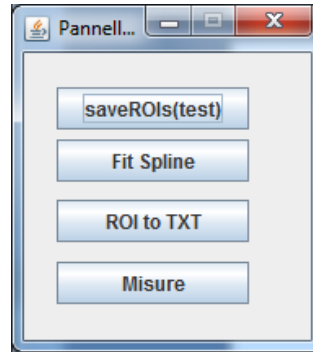 Pannell...
saveROIs(test)
Fit Spline
ROI to TXT
Misure